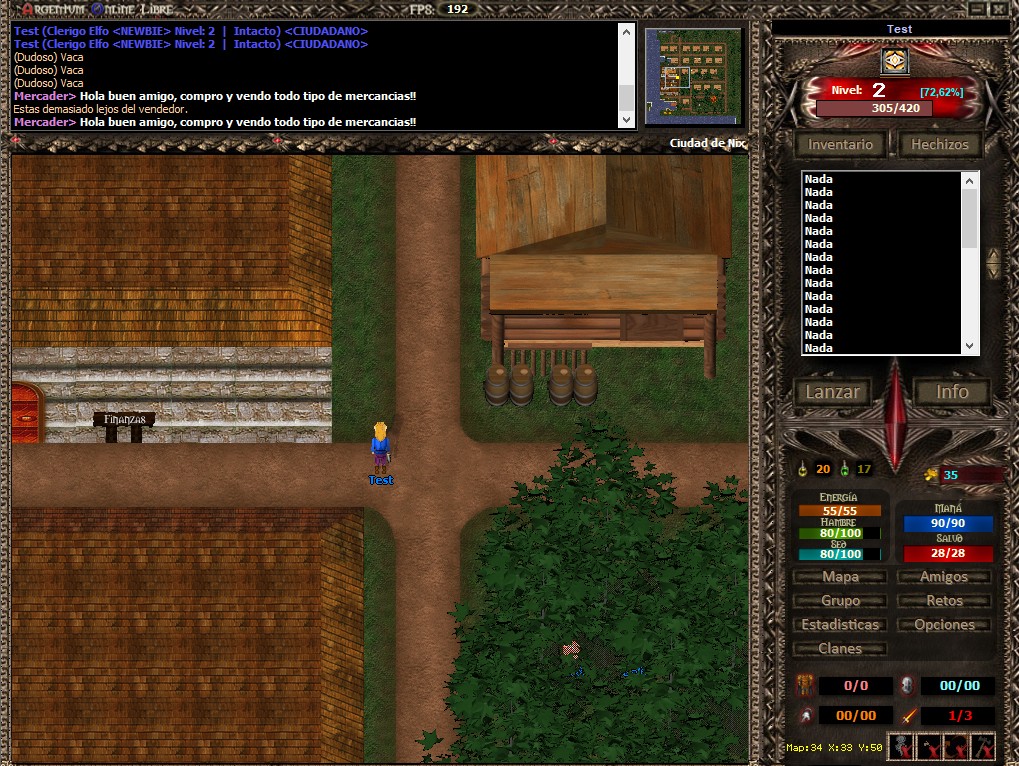 Argentum Online Libre
FPS: 192
Test (Clerigo Elfo <NEWBIE> Nivel: 2 | Intacto) <CIUDADANO>
Test (Clerigo Elfo <NEWBIE> Nivel: 2 | Intacto) <CIUDADANO>
(Dudoso) Vaca
(Dudoso) Vaca
(Dudoso) Vaca
Mercader> Hola buen amigo, compro y vendo todo tipo de mercancias!!
Estas demasiado lejos del vendedor.
Mercader> Hola buen amigo, compro y vendo todo tipo de mercancias!!
Ciudad de Nix
Finanzas
Test
Test
Nivel: 2 [72,62%]
305/420
Inventario Hechizos
Nada
Nada
Nada
Nada
Nada
Nada
Nada
Nada
Nada
Nada
Nada
Nada
Nada
Nada
Lanzar Info
20 17 35
Energía
55/55
Hambre
80/100
Sed
80/100
Maná
90/90
Salud
28/28
Mapa Amigos
Grupo Retos
Estadisticas Opciones
Clanes
0/0 00/00
00/00 1/3
Map:34 X:33 Y:50